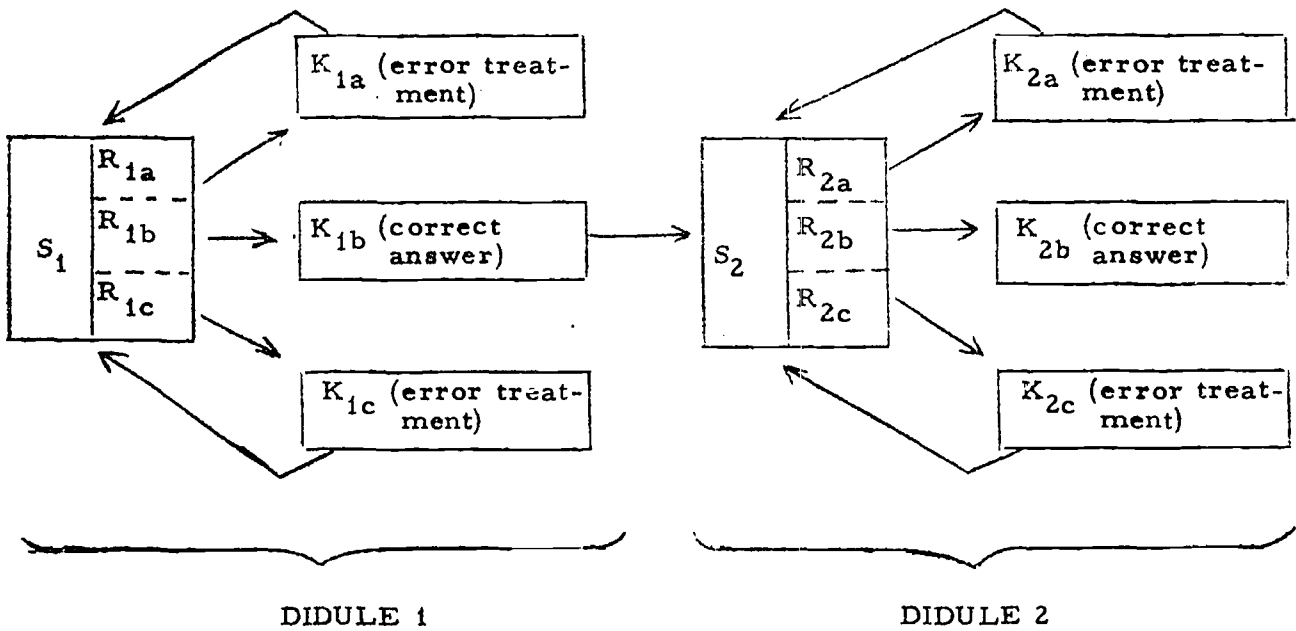 K1a (error treat-
ment)
S1
R1a
R1b
R1c
K1b (correct
answer)
K1c (error treat-
ment)
DIDULE 1
K2a (error treat-
ment)
S2
R2a
R2b
R2c
K2b (correct
answer)
K2c (error treat-
ment)
DIDULE 2